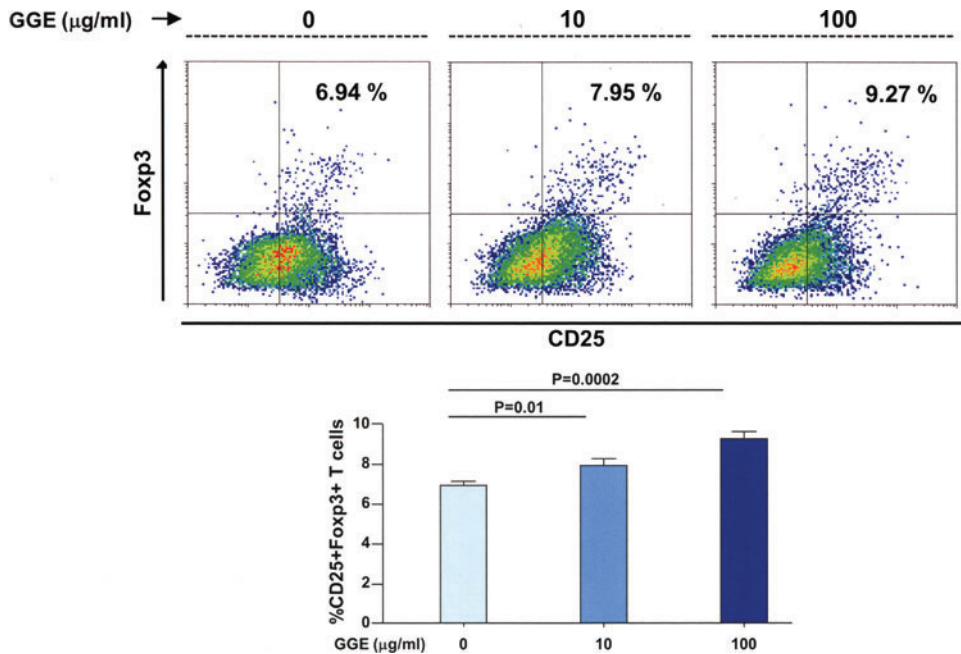 GGE (μg/ml) → 0 10 100
6.94 % 7.95 % 9.27 %
Foxp3
CD25
P=0.0002
P=0.01
%CD25+Foxp3+ T cells
10
8
6
4
2
0
GGE (μg/ml) 0 10 100